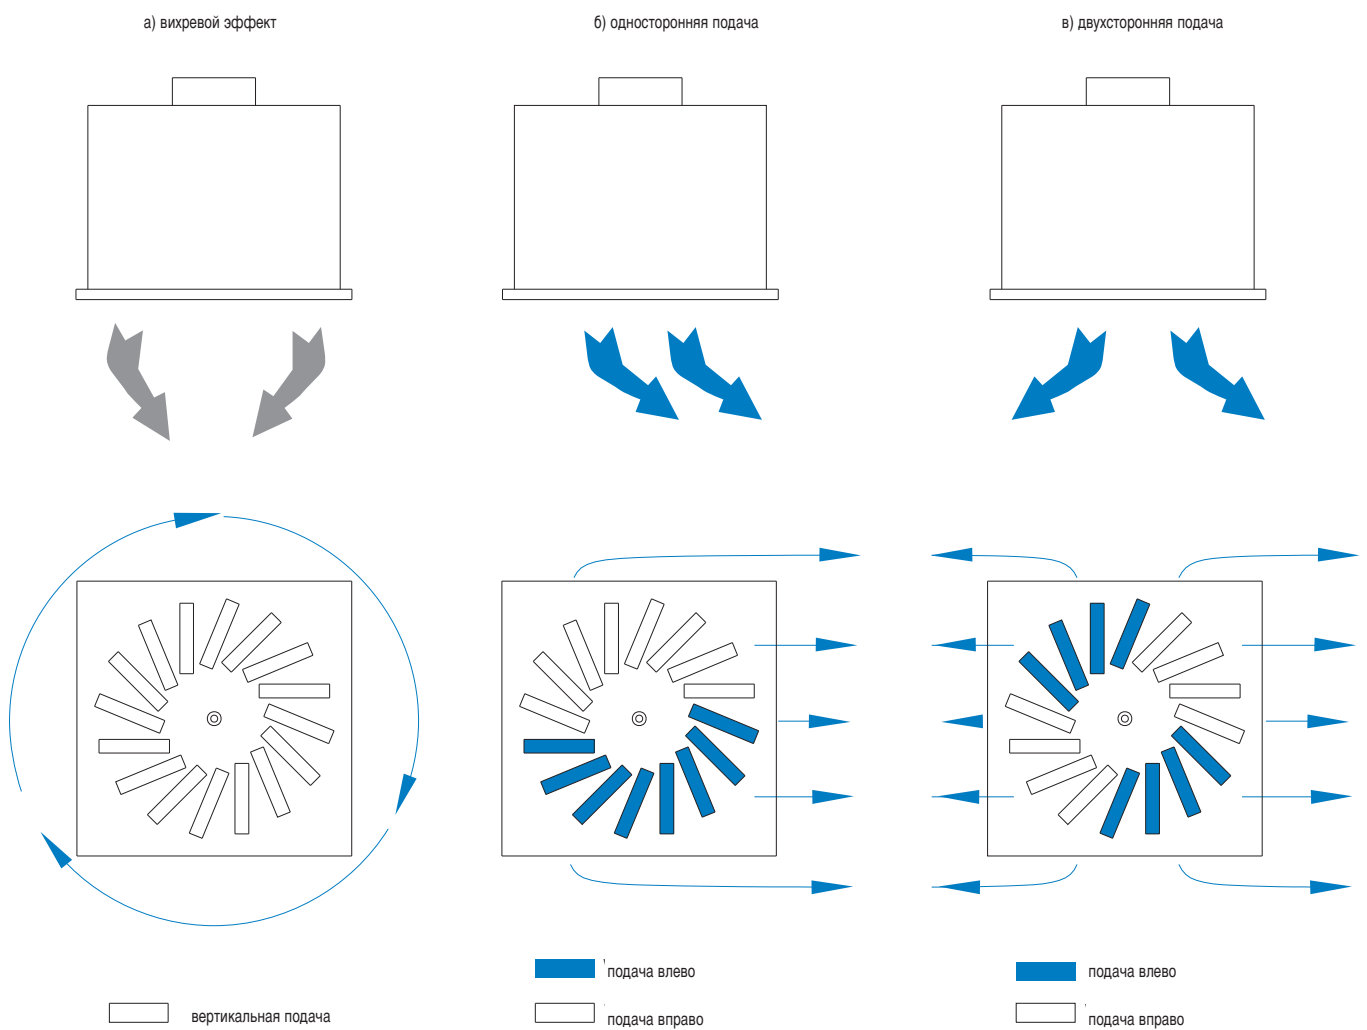 а) вихревой эффект
б) односторонняя подача
в) двухсторонняя подача
подача влево
подача влево
вертикальная подача
подача вправо
подача вправо